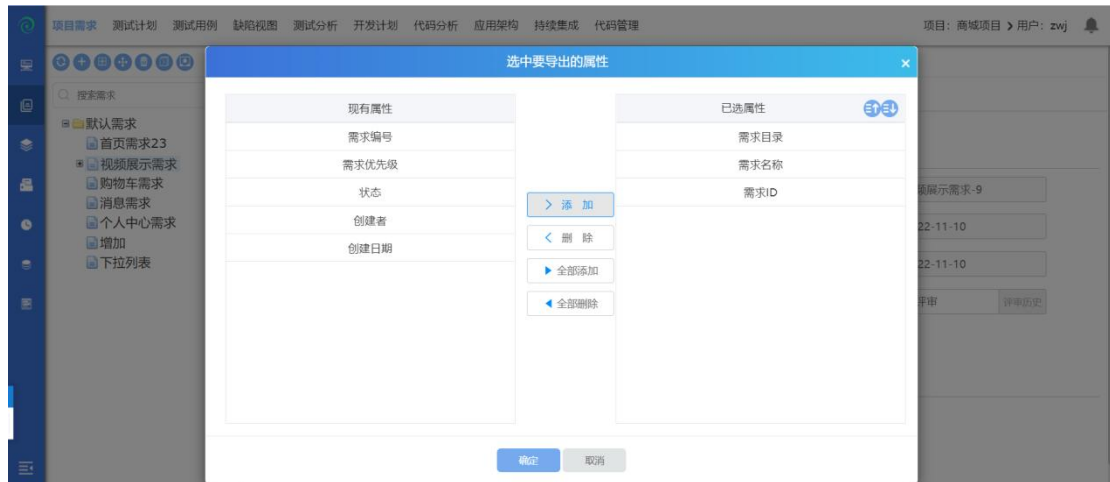 项目需求 测试计划 测试用例 缺陷视图 测试分析 开发计划 代码分析 应用架构 持续集成 代码管理 项目：商城项目 用户：zwj
选中要导出的属性
搜索需求
默认需求
首页需求23
视频展示需求
购物车需求
消息需求
个人中心需求
增加
下拉列表
现有属性
需求编号
需求优先级
状态
创建者
创建日期
添 加
删 除
全部添加
全部删除
已选属性
需求目录
需求名称
需求ID
展示需求-9
22-11-10
22-11-10
评审历史
确定 取消